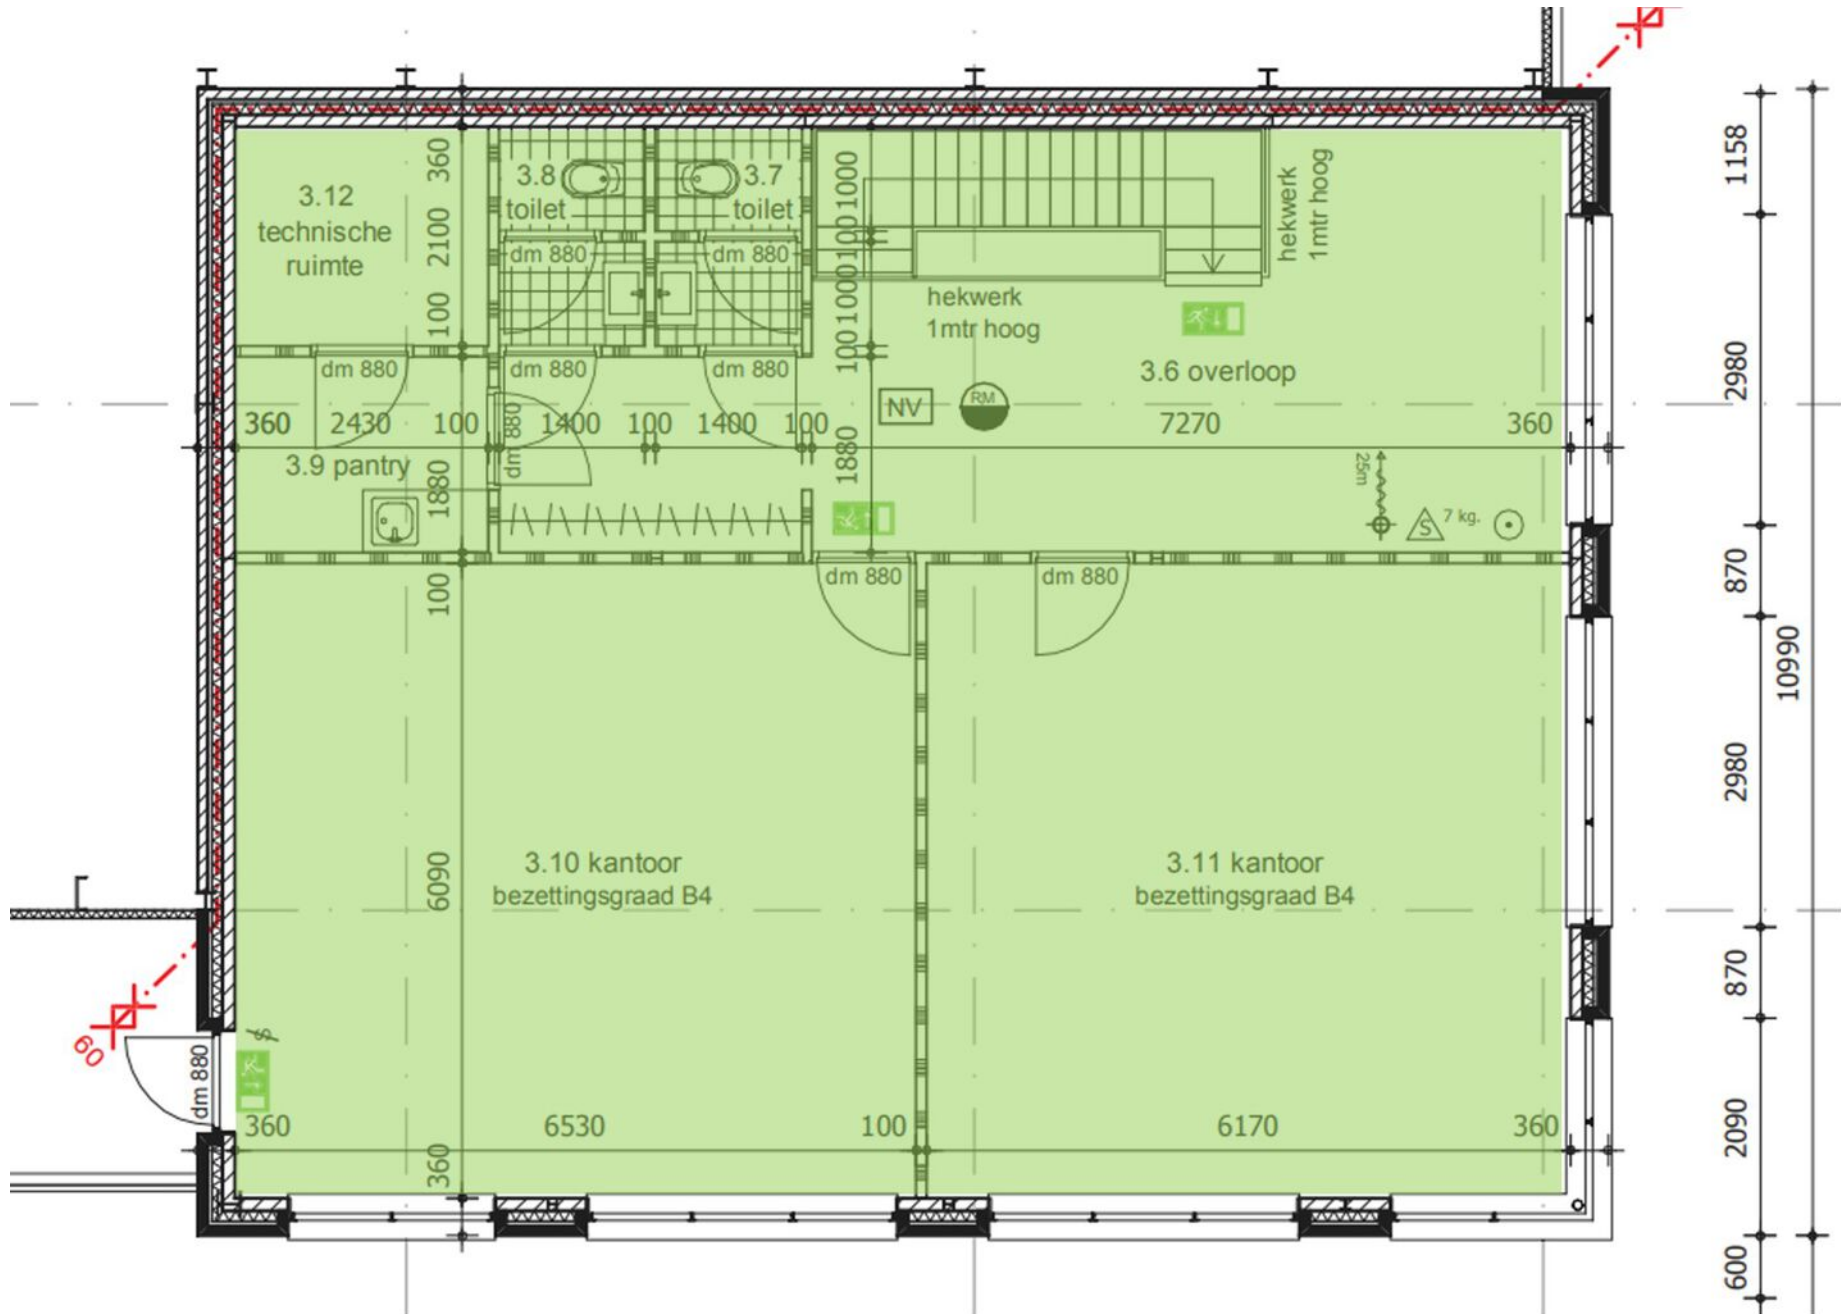 360
3.12
technische
ruimte
2100
100
3.8
toilet
3.7
toilet
dm 880
dm 880
1000
100
1000
100
hekwerk
1mtr hoog
hekwerk
1mtr hoog
3.6 overloop
NV
RM
dm 880
dm 880
dm 880
dm 880
360
2430
100
1400
100
1400
100
7270
360
3.9 pantry
1880
1880
25m
S
7 kg.
100
dm 880
dm 880
3.10 kantoor
bezettingsgraad B4
3.11 kantoor
bezettingsgraad B4
6090
60
dm 880
360
6530
100
6170
360
360
1158
2980
870
2980
870
2090
600
10990